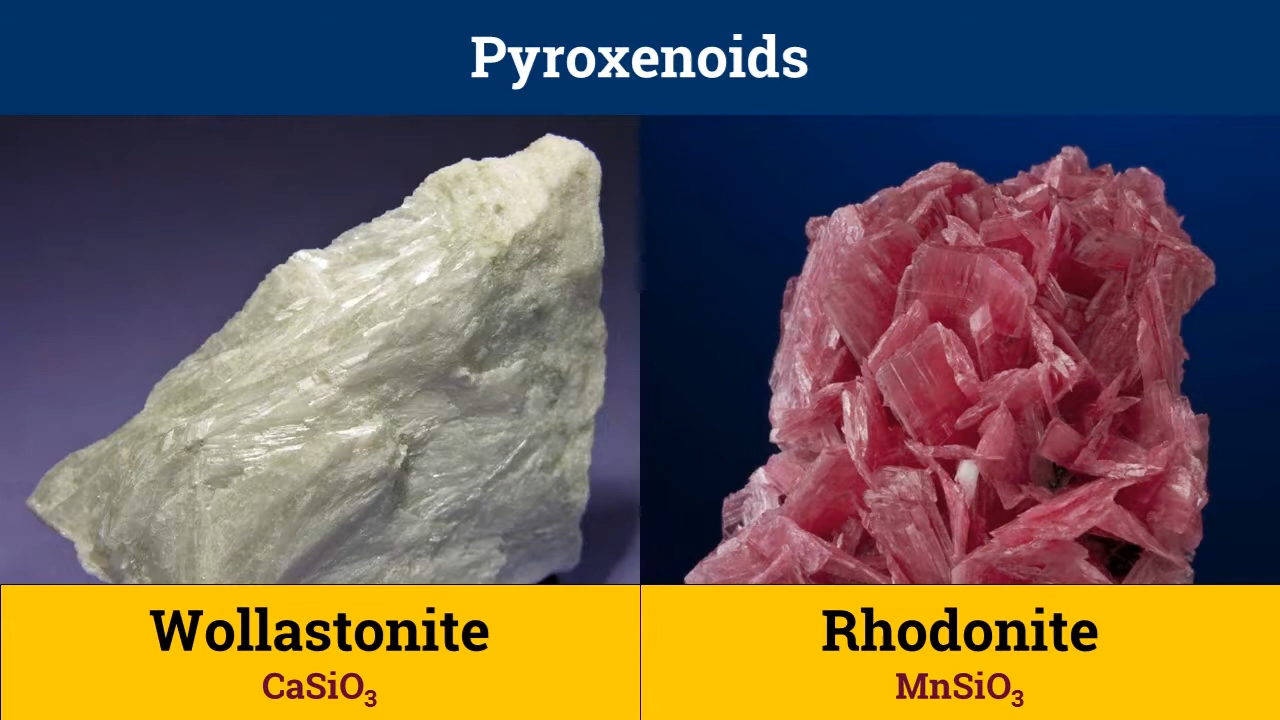 Pyroxenoids
Wollastonite
CaSiO₃
Rhodonite
MnSiO₃